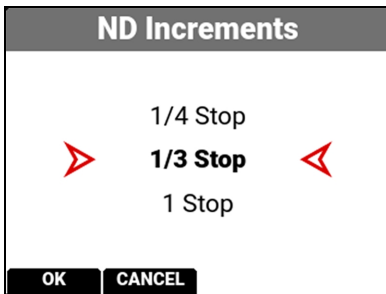 ND Increments
1/4 Stop
1/3 Stop
1 Stop
OK CANCEL